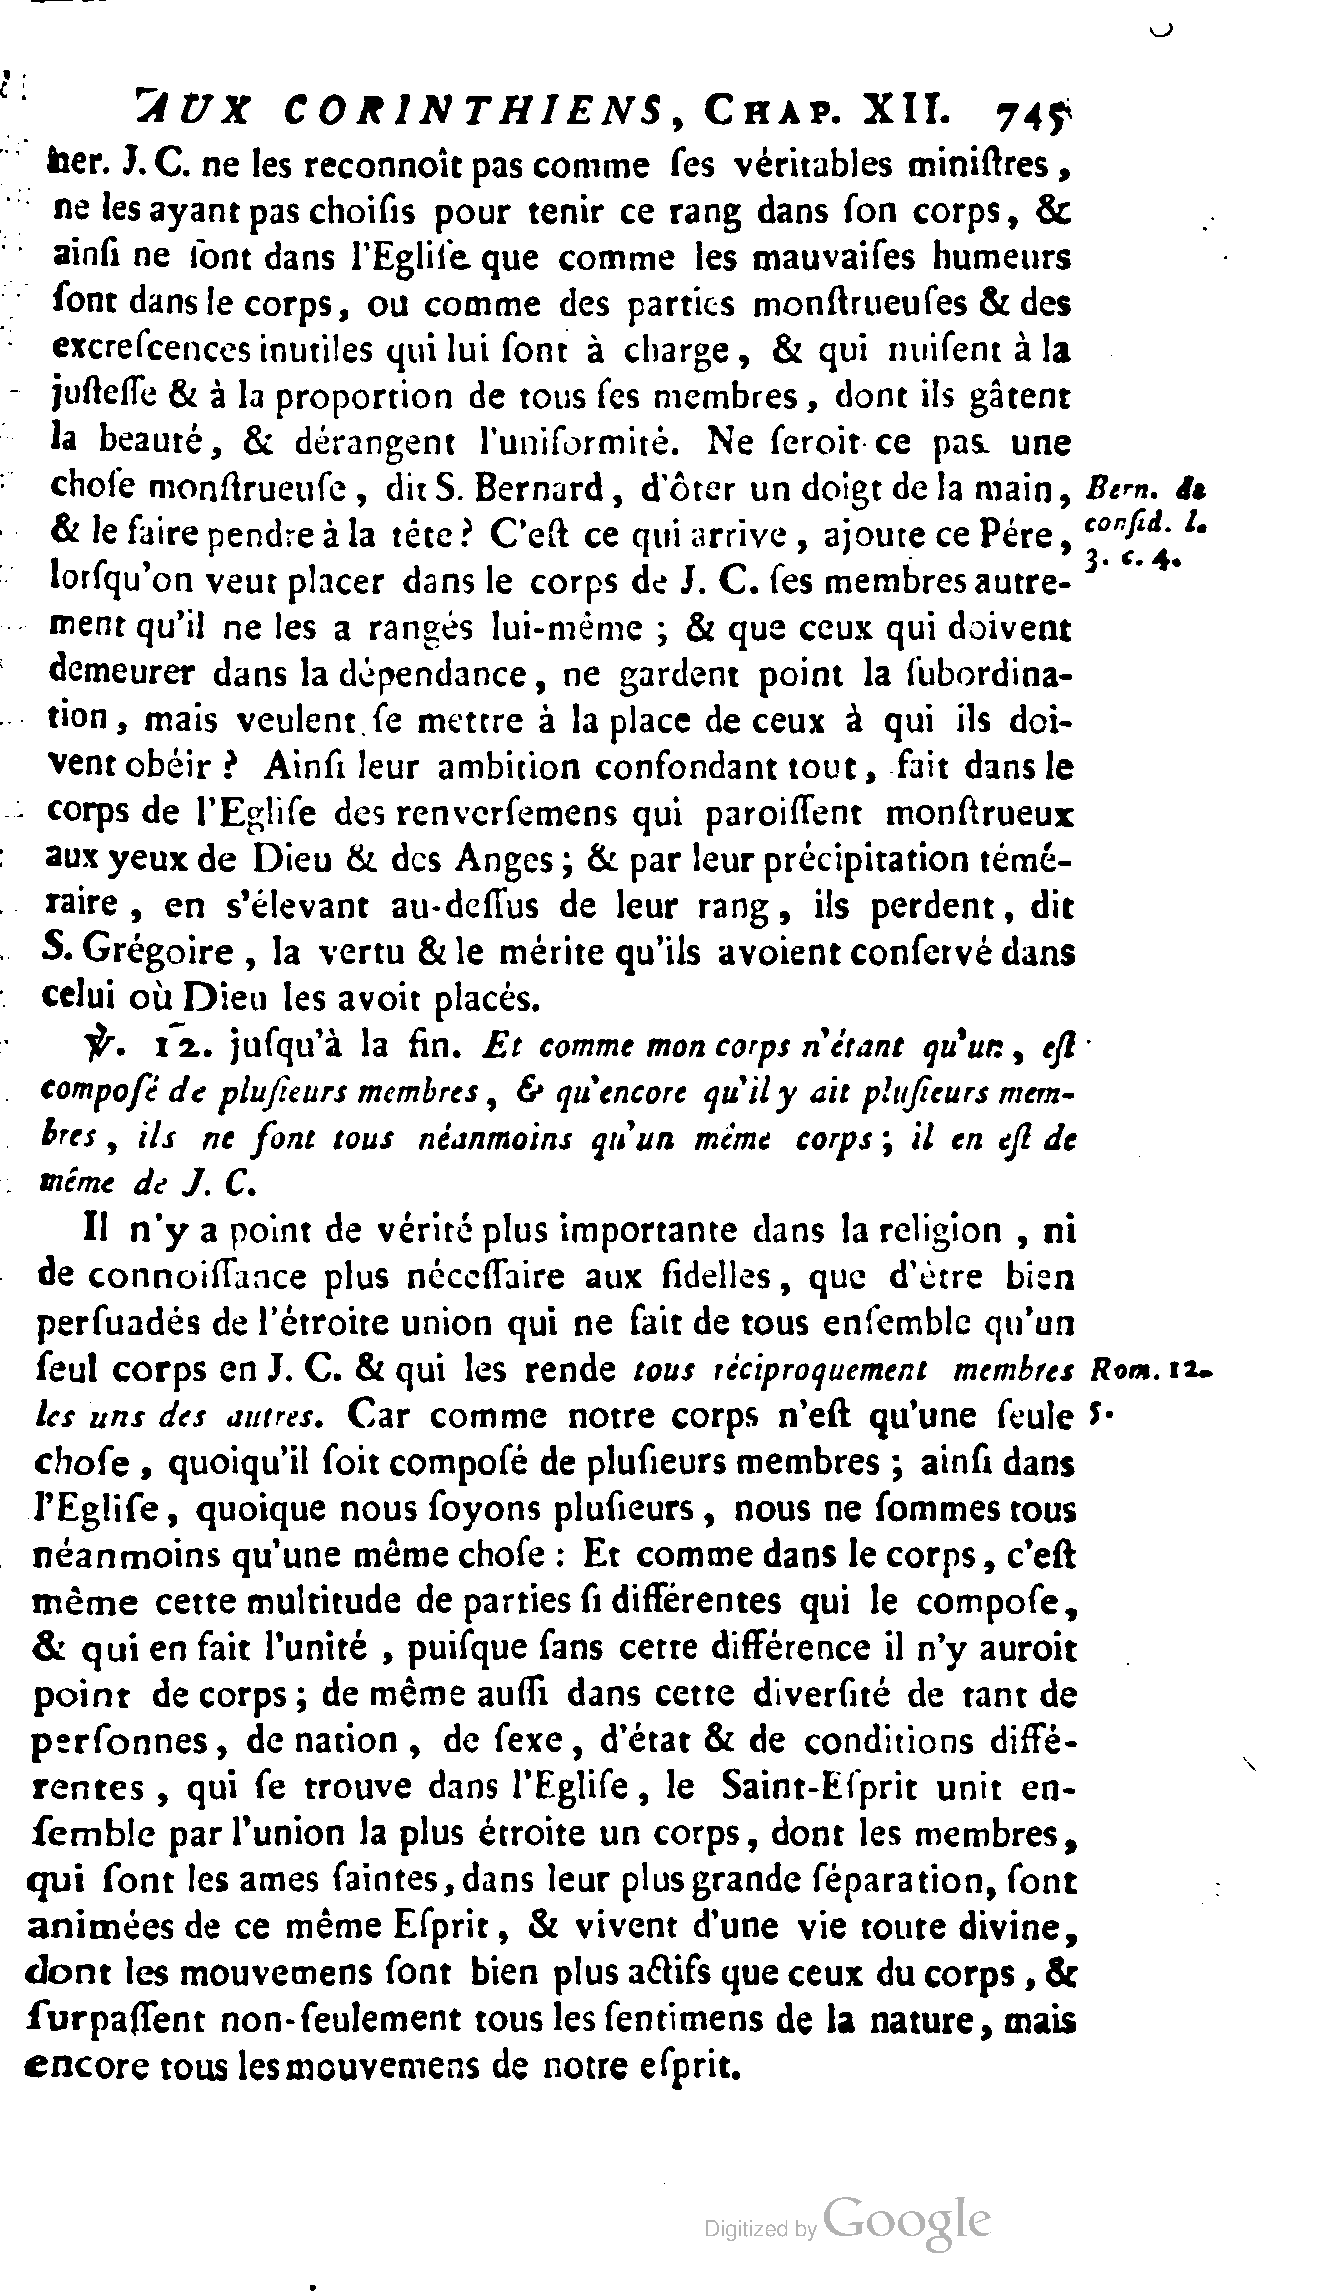 AUX CORINTHIENS, CHAP. XII. 745
her. J. C. ne les reconnoît pas comme ſes véritables miniſtres,
ne les ayant pas choiſis pour tenir ce rang dans ſon corps, &
ainſi ne ſont dans l'Egliſe que comme les mauvaiſes humeurs
ſont dans le corps, ou comme des parties monſtrueuſes & des
excreſcences inutiles qui lui ſont à charge, & qui nuiſent à la
juſteſſe & à la proportion de tous ſes membres, dont ils gâtent
la beauté, & dérangent l'uniformité. Ne ſeroit-ce pas une
choſe monſtrueuſe, dit S. Bernard, d'ôter un doigt de la main,
Bern. de
& le faire pendre à la tête? C'eſt ce qui arrive, ajoute ce Pére,
conſid. l.
3. c. 4.
lorſqu'on veut placer dans le corps de J. C. ſes membres autre-
ment qu'il ne les a rangés lui-même ; & que ceux qui doivent
demeurer dans la dépendance, ne gardent point la ſubordina-
tion, mais veulent ſe mettre à la place de ceux à qui ils doi-
vent obéir ? Ainſi leur ambition confondant tout, fait dans le
corps de l'Egliſe des renverſemens qui paroiſſent monſtrueux
aux yeux de Dieu & des Anges ; & par leur précipitation témé-
raire, en s'élevant au-deſſus de leur rang, ils perdent, dit
S. Grégoire, la vertu & le mérite qu'ils avoient conſervé dans
celui où Dieu les avoit placés.
℣. 12. juſqu'à la fin. Et comme mon corps n'étant qu'un, eſt
compoſé de pluſieurs membres, & qu'encore qu'il y ait pluſieurs mem-
bres, ils ne ſont tous néanmoins qu'un même corps ; il en eſt de
même de J. C.
Il n'y a point de vérité plus importante dans la religion, ni
de connoiſſance plus néceſſaire aux fidelles, que d'être bien
perſuadés de l'étroite union qui ne fait de tous enſemble qu'un
ſeul corps en J. C. & qui les rende tous réciproquement membres
Rom. 12.
5.
les uns des autres. Car comme notre corps n'eſt qu'une ſeule
choſe, quoiqu'il ſoit compoſé de pluſieurs membres ; ainſi dans
l'Egliſe, quoique nous ſoyons pluſieurs, nous ne ſommes tous
néanmoins qu'une même choſe : Et comme dans le corps, c'eſt
même cette multitude de parties ſi différentes qui le compoſe,
& qui en fait l'unité, puiſque ſans cette différence il n'y auroit
point de corps ; de même auſſi dans cette diverſité de tant de
perſonnes, de nation, de ſexe, d'état & de conditions diffé-
rentes, qui ſe trouve dans l'Egliſe, le Saint-Eſprit unit en-
ſemble par l'union la plus étroite un corps, dont les membres,
qui ſont les ames ſaintes, dans leur plus grande ſéparation, ſont
animées de ce même Eſprit, & vivent d'une vie toute divine,
dont les mouvemens ſont bien plus actifs que ceux du corps, &
ſurpaſſent non-ſeulement tous les ſentimens de la nature, mais
encore tous les mouvemens de notre eſprit.
Digitized by Google